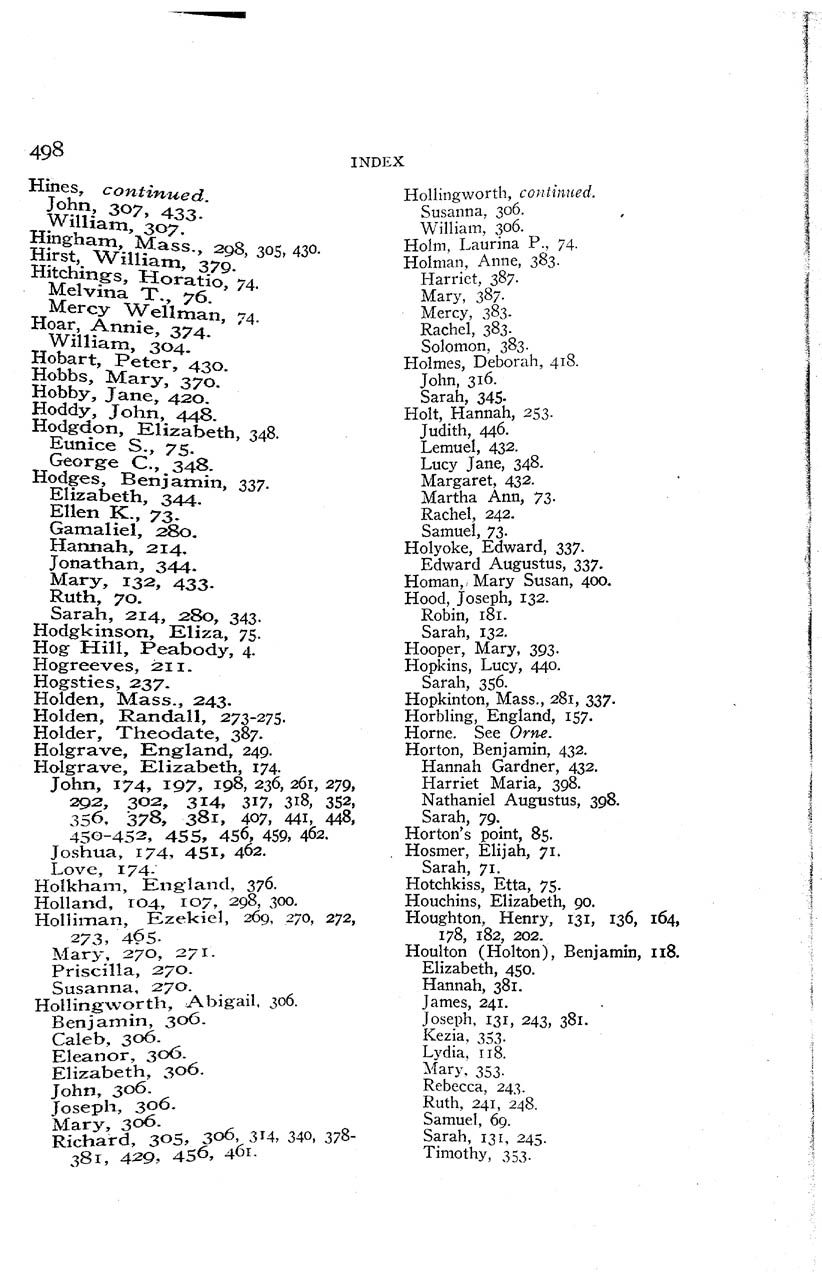 498
INDEX
Hines, continued.
John, 307, 433.
William, 307.
Hingham, Mass., 298, 305, 430.
Hirst, William, 379.
Hitchings, Horatio, 74.
Melvina T., 76.
Mercy Wellman, 74.
Hoar, Annie, 374.
William, 304.
Hobart, Peter, 430.
Hobbs, Mary, 370.
Hobby, Jane, 420.
Hoddy, John, 448.
Hodgdon, Elizabeth, 348.
Eunice S., 75.
George C., 348.
Hodges, Benjamin, 337.
Elizabeth, 344.
Ellen K., 73.
Gamaliel, 280.
Hannah, 214.
Jonathan, 344.
Mary, 132, 433.
Ruth, 70.
Sarah, 214, 280, 343.
Hodgkinson, Eliza, 75.
Hog Hill, Peabody, 4.
Hogreeves, 211.
Hogsties, 237.
Holden, Mass., 243.
Holden, Randall, 273-275.
Holder, Theodate, 387.
Holgrave, England, 249.
Holgrave, Elizabeth, 174.
John, 174, 197, 198, 236, 261, 279,
292, 302, 314, 317, 318, 352,
356, 378, 381, 407, 441, 448,
450-452, 455, 456, 459, 462.
Joshua, 174, 451, 462.
Love, 174.
Holkham, England, 376.
Holland, 104, 107, 298, 300.
Holliman, Ezekiel, 269, 270, 272,
273, 465.
Mary, 270, 271.
Priscilla, 270.
Susanna, 270.
Hollingworth, Abigail, 306.
Benjamin, 306.
Caleb, 306.
Eleanor, 306.
Elizabeth, 306.
John, 306.
Joseph, 306.
Mary, 306.
Richard, 305, 306, 314, 340, 378-
381, 429, 456, 461.
Hollingworth, continued.
Susanna, 306.
William, 306.
Holm, Laurina P., 74.
Holman, Anne, 383.
Harriet, 387.
Mary, 387.
Mercy, 383.
Rachel, 383.
Solomon, 383.
Holmes, Deborah, 418.
John, 316.
Sarah, 345.
Holt, Hannah, 253.
Judith, 446.
Lemuel, 432.
Lucy Jane, 348.
Margaret, 432.
Martha Ann, 73.
Rachel, 242.
Samuel, 73.
Holyoke, Edward, 337.
Edward Augustus, 337.
Homan, Mary Susan, 400.
Hood, Joseph, 132.
Robin, 181.
Sarah, 132.
Hooper, Mary, 393.
Hopkins, Lucy, 440.
Sarah, 356.
Hopkinton, Mass., 281, 337.
Horbling, England, 157.
Horne. See Orne.
Horton, Benjamin, 432.
Hannah Gardner, 432.
Harriet Maria, 398.
Nathaniel Augustus, 398.
Sarah, 79.
Horton's point, 85.
Hosmer, Elijah, 71.
Sarah, 71.
Hotchkiss, Etta, 75.
Houchins, Elizabeth, 90.
Houghton, Henry, 131, 136, 164,
178, 182, 202.
Houlton (Holton), Benjamin, 118.
Elizabeth, 450.
Hannah, 381.
James, 241.
Joseph, 131, 243, 381.
Kezia, 353.
Lydia, 118.
Mary, 353.
Rebecca, 243.
Ruth, 241, 248.
Samuel, 69.
Sarah, 131, 245.
Timothy, 353.